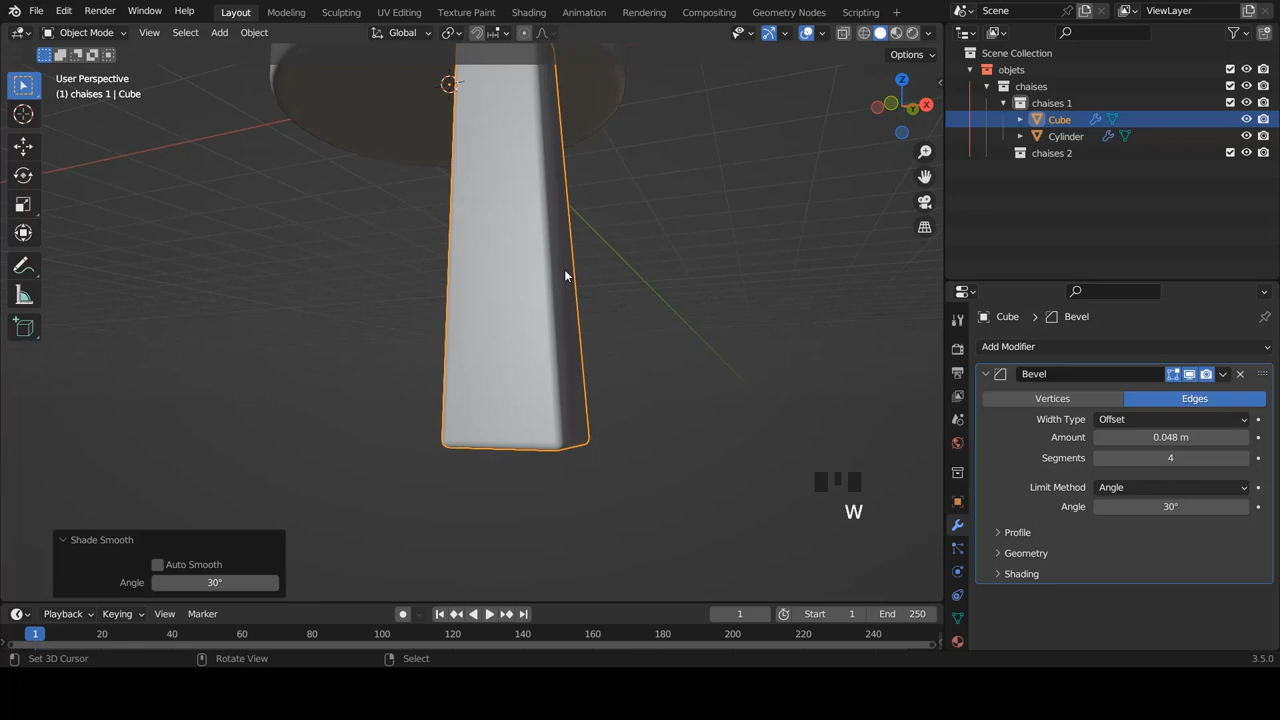 File Edit Render Window Help Layout Modeling Sculpting UV Editing Texture Paint Shading Animation Rendering Compositing Geometry Nodes Scripting + Scene ViewLayer
Object Mode View Select Add Object Global
Options
User Perspective
(1) chaises 1 | Cube
X
Y
Z
Scene Collection
objets
chaises
chaises 1
Cube
Cylinder
chaises 2
Cube > Bevel
Add Modifier
Bevel
Vertices Edges
Width Type Offset
Amount 0.048 m
Segments 4
Limit Method Angle
Angle 30°
Profile
Geometry
Shading
W
Shade Smooth
Auto Smooth
Angle 30°
Playback Keying View Marker 1 Start 1 End 250
1 20 40 60 80 100 120 140 160 180 200 220 240
Set 3D Cursor Rotate View Select 3.5.0